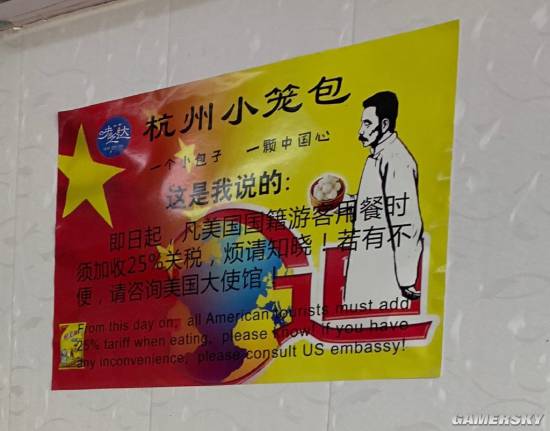 杭州小笼包
一个小包子 一颗中国心
这是我说的:
即日起，凡美国国籍游客用餐时
须加收25%关税，烦请知晓！若有不
便，请咨询美国大使馆！
From this day on, all American tourists must add
25% tariff when eating, please know! if you have
any inconvenience, please consult US embassy!
GAMERSKY